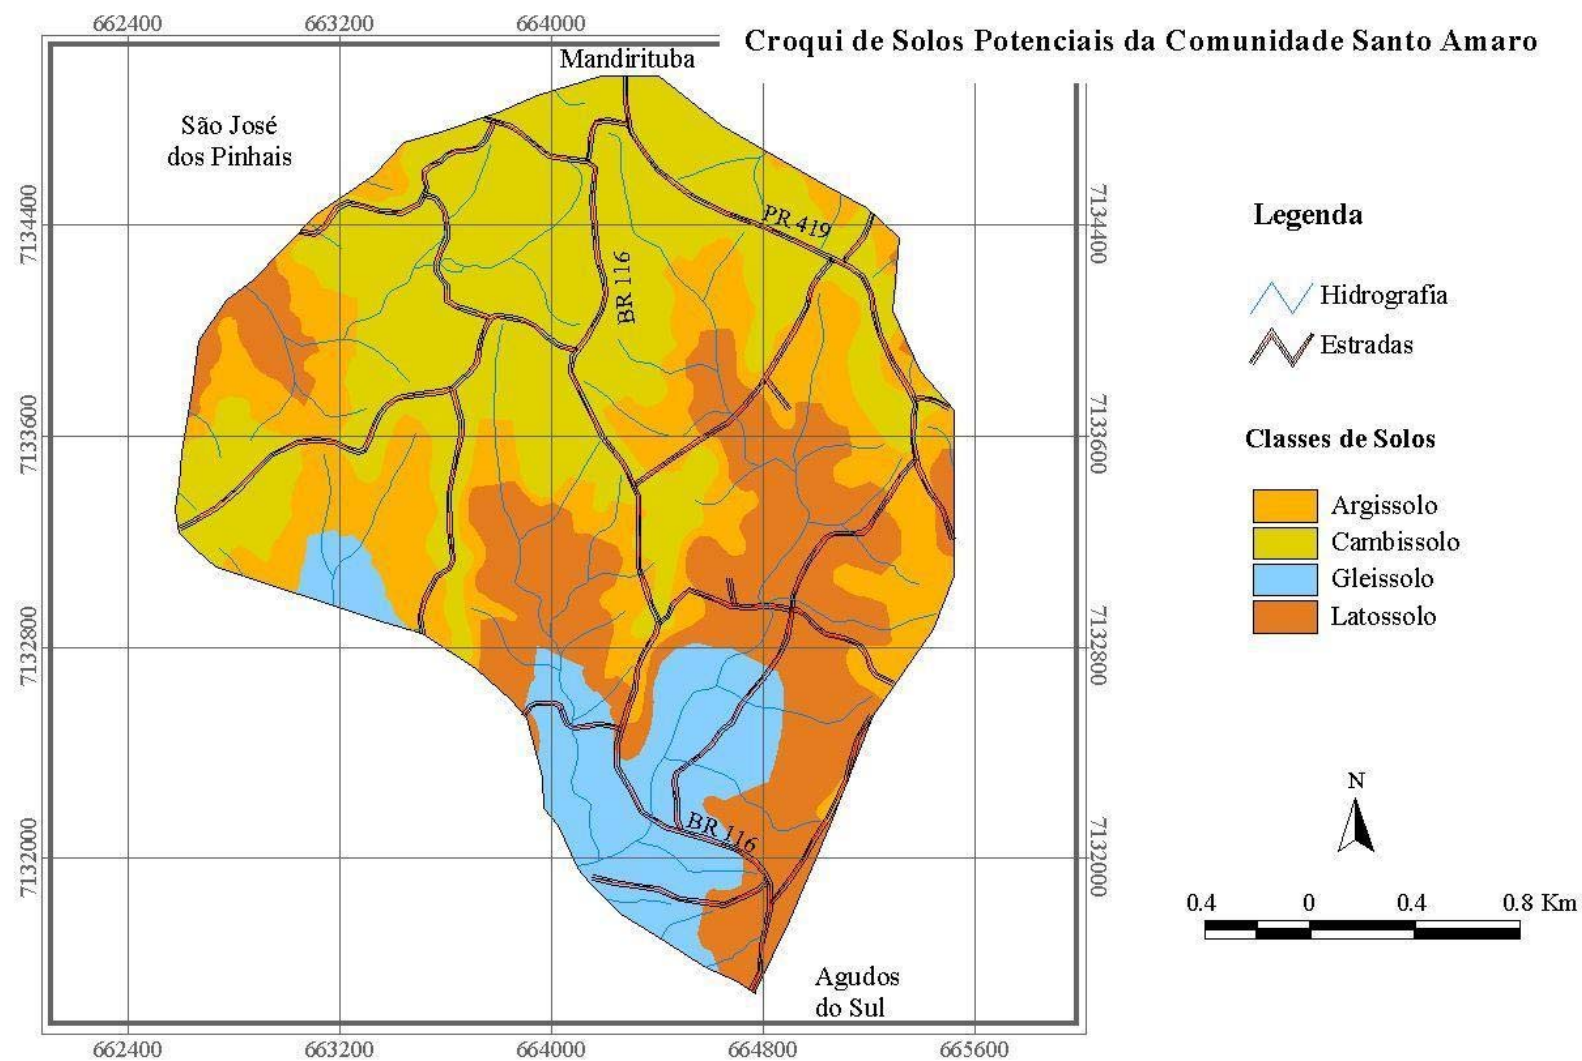 662400 663200 664000
Croqui de Solos Potenciais da Comunidade Santo Amaro
Mandirituba
São José
dos Pinhais
7134400
PR 419
7134400
BR 116
Legenda
Hidrografia
Estradas
7133600
7133600
Classes de Solos
Argissolo
Cambissolo
Gleissolo
Latossolo
7132800
7132800
N
BR 116
7132000
7132000
0.4 0 0.4 0.8 Km
Agudos
do Sul
662400 663200 664000 664800 665600